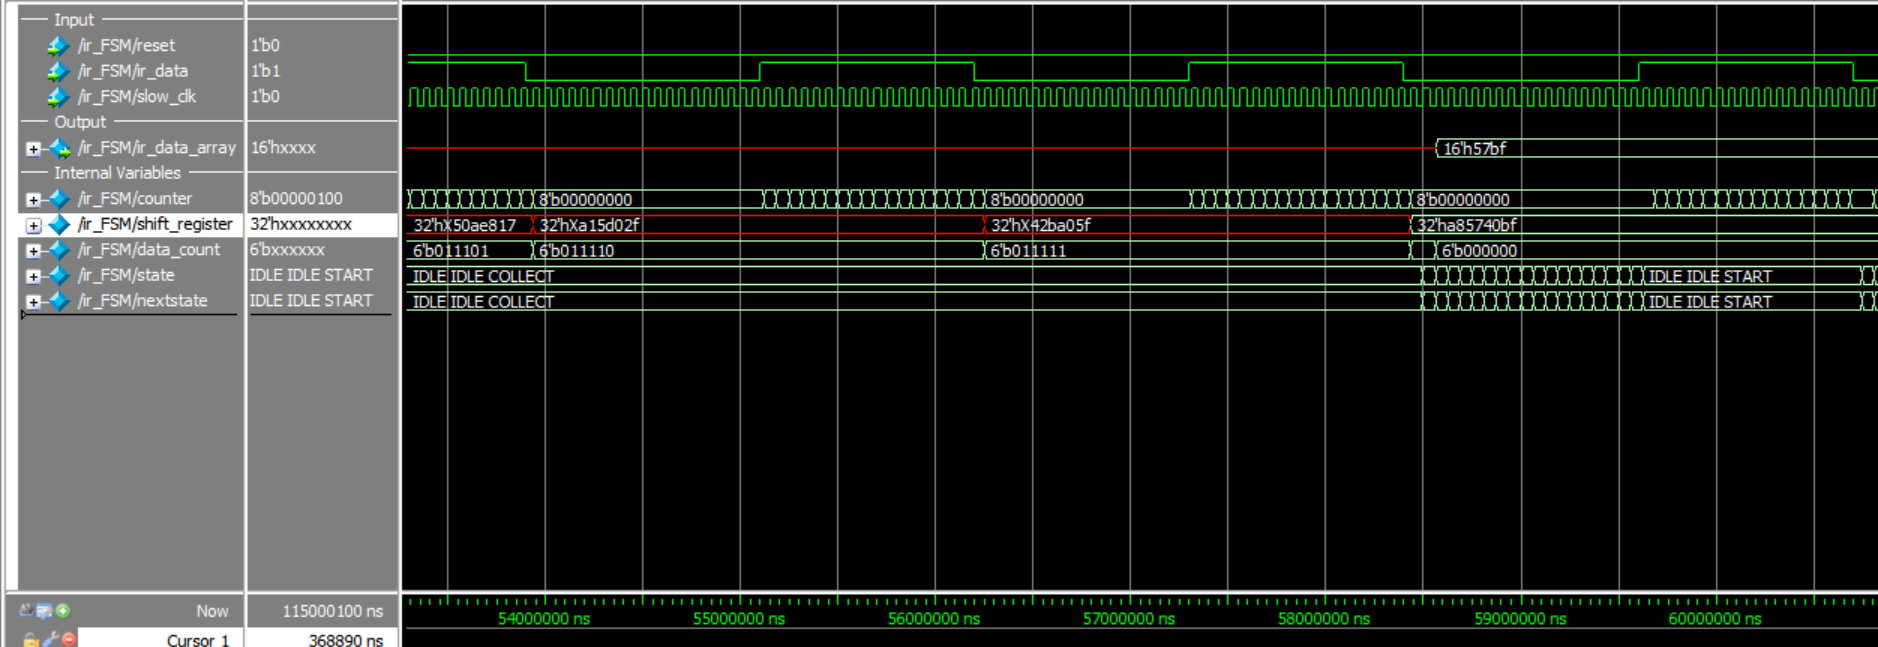 Input
/ir_FSM/reset 1'b0
/ir_FSM/ir_data 1'b1
/ir_FSM/slow_clk 1'b0
Output
/ir_FSM/ir_data_array 16'hxxxx 16'h57bf
Internal Variables
/ir_FSM/counter 8'b00000100 8'b00000000 8'b00000000 8'b00000000
/ir_FSM/shift_register 32'hxxxxxxxx 32'hX50ae817 32'hXa15d02f 32'hX42ba05f 32'ha85740bf
/ir_FSM/data_count 6'bxxxxxx 6'b011101 6'b011110 6'b011111 6'b000000
/ir_FSM/state IDLE IDLE START IDLE IDLE COLLECT IDLE IDLE START
/ir_FSM/nextstate IDLE IDLE START IDLE IDLE COLLECT IDLE IDLE START
Now 115000100 ns 54000000 ns 55000000 ns 56000000 ns 57000000 ns 58000000 ns 59000000 ns 60000000 ns
Cursor 1 368890 ns